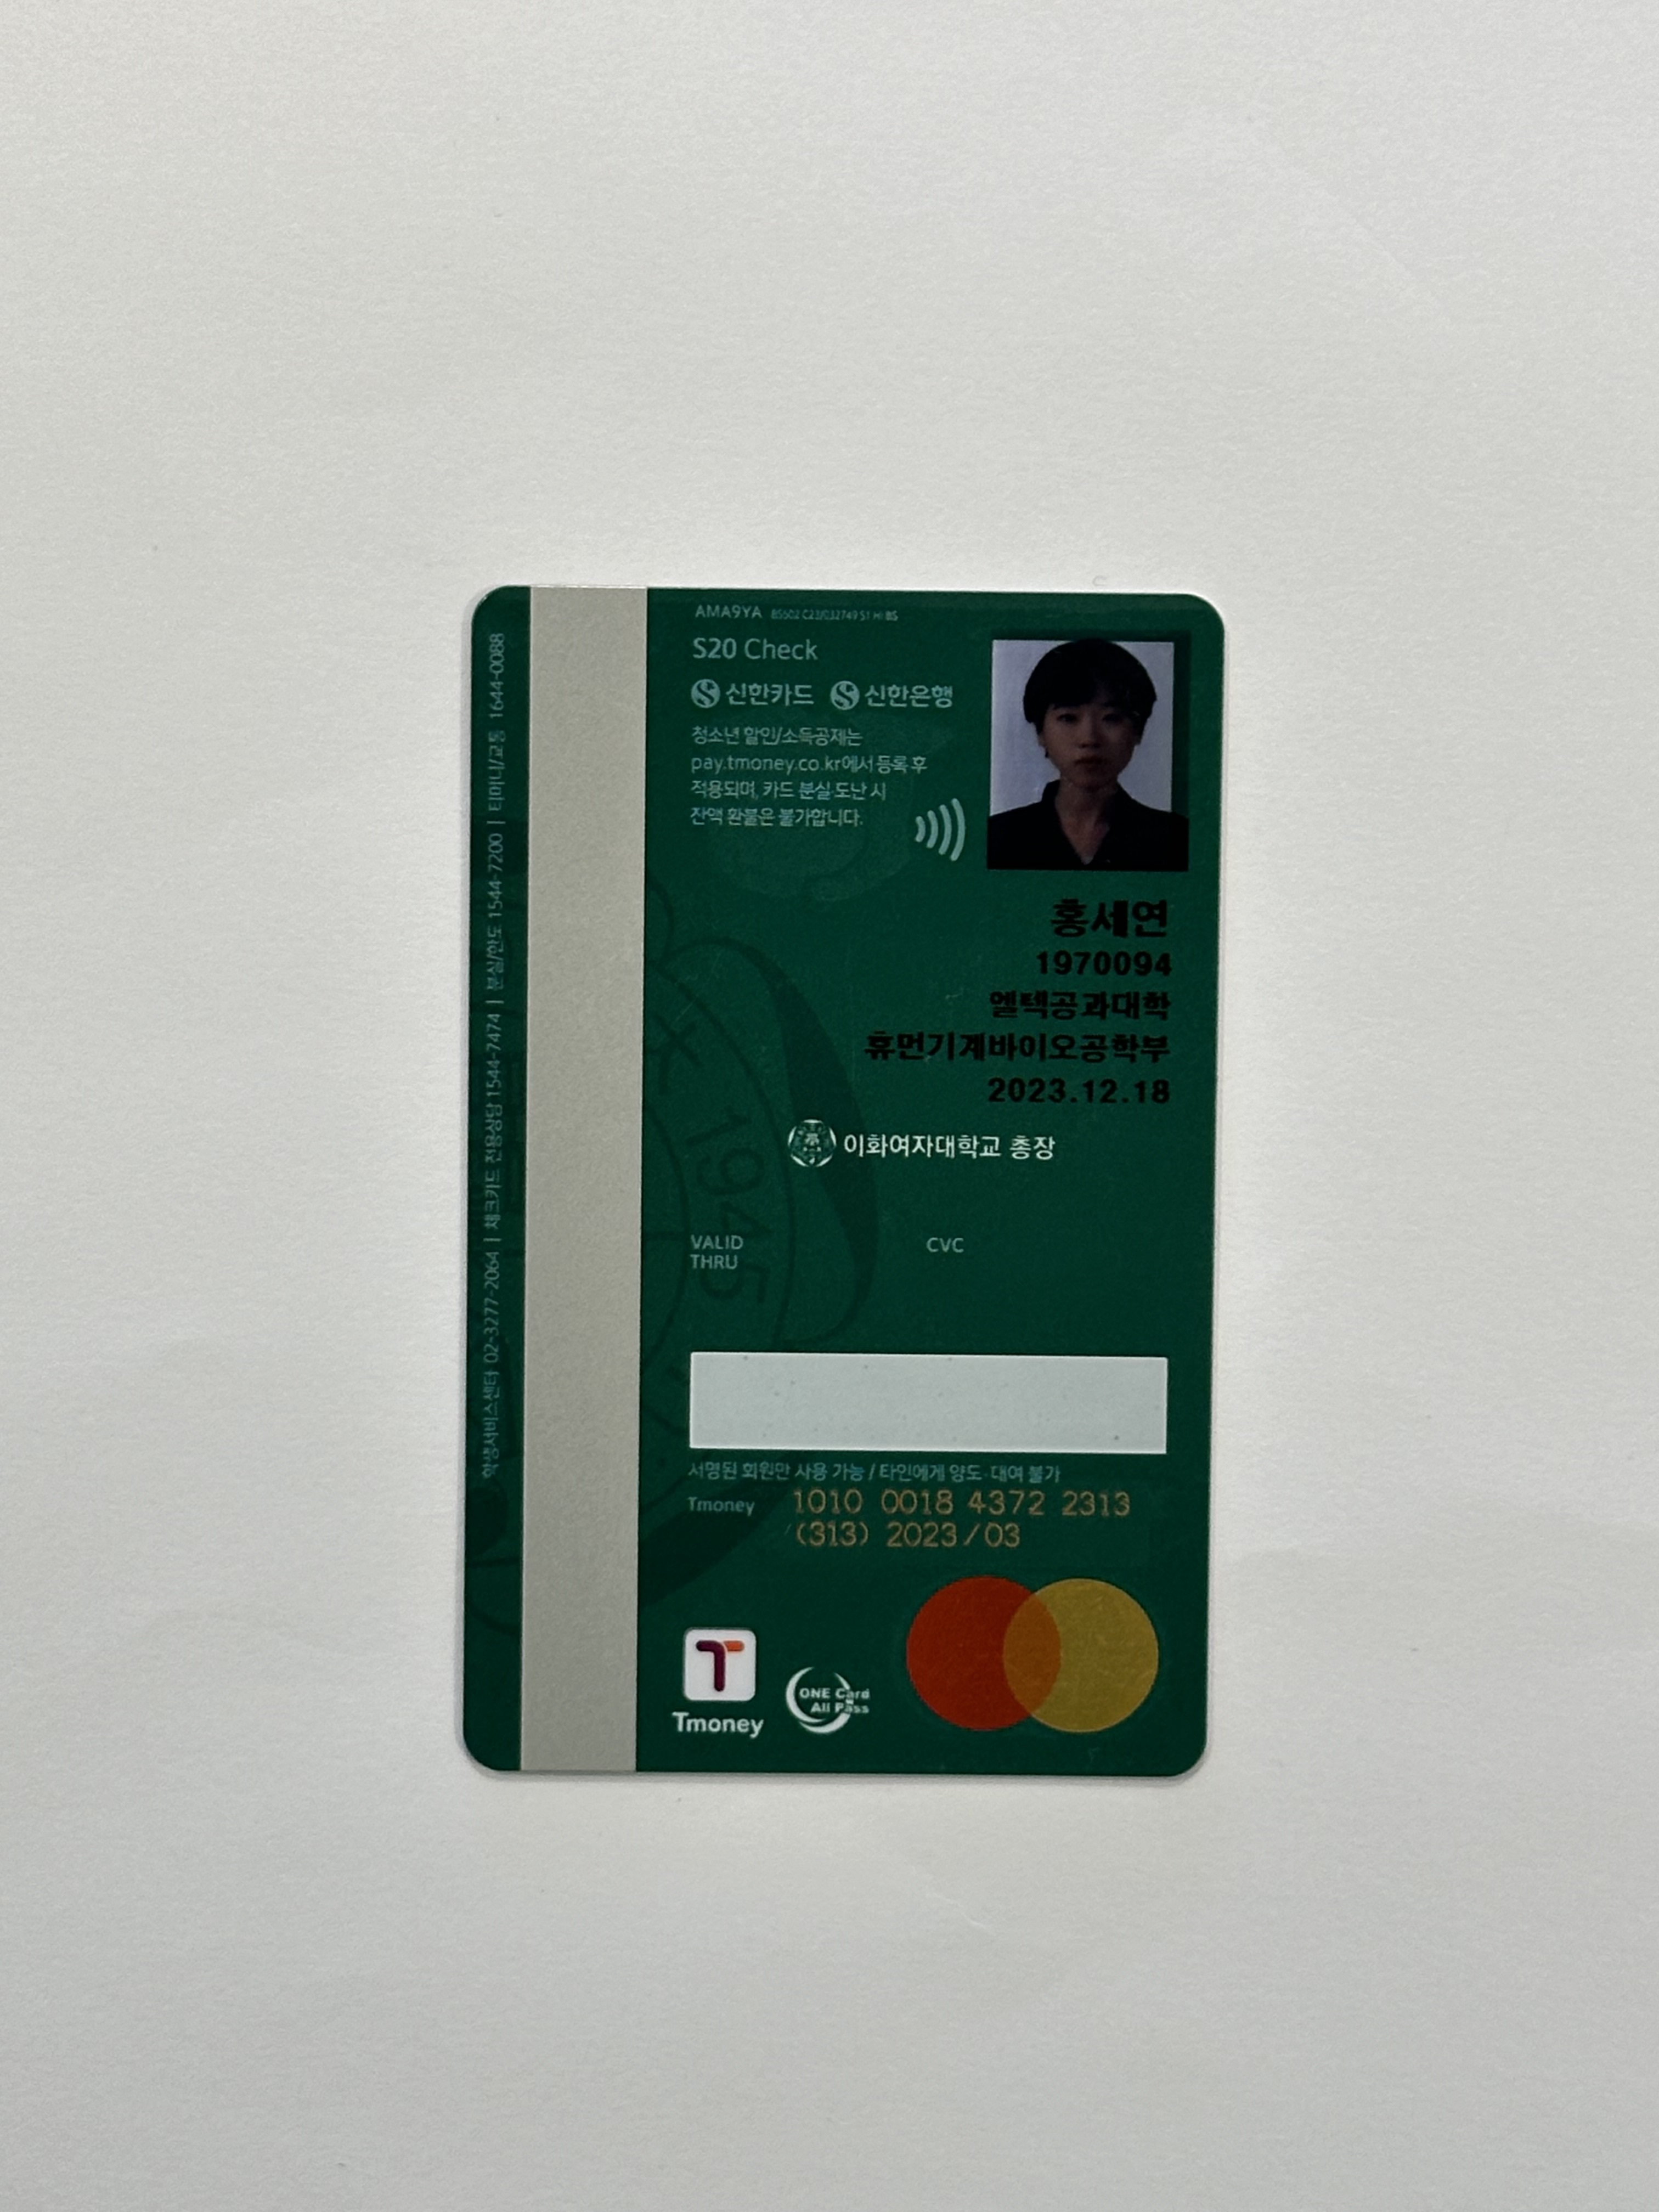 AMA9YA
S20 Check
신한카드 신한은행
청소년 할인/소득공제는
pay.tmoney.co.kr에서 등록 후
적용되며, 카드 분실·도난 시
잔액 환불은 불가합니다.
홍세연
1970094
엘텍공과대학
휴먼기계바이오공학부
2023.12.18
이화여자대학교 총장
VALID
THRU
CVC
서명된 회원만 사용 가능 / 타인에게 양도·대여 불가
Tmoney 1010 0018 4372 2313
(313) 2023/03
Tmoney
ONE Card
All Pass
학생서비스센터 02-3277-2064 | 체크카드 전용상담 1544-7474 | 분실/한도 1544-7200 | 티머니/교통 1644-0088
1945